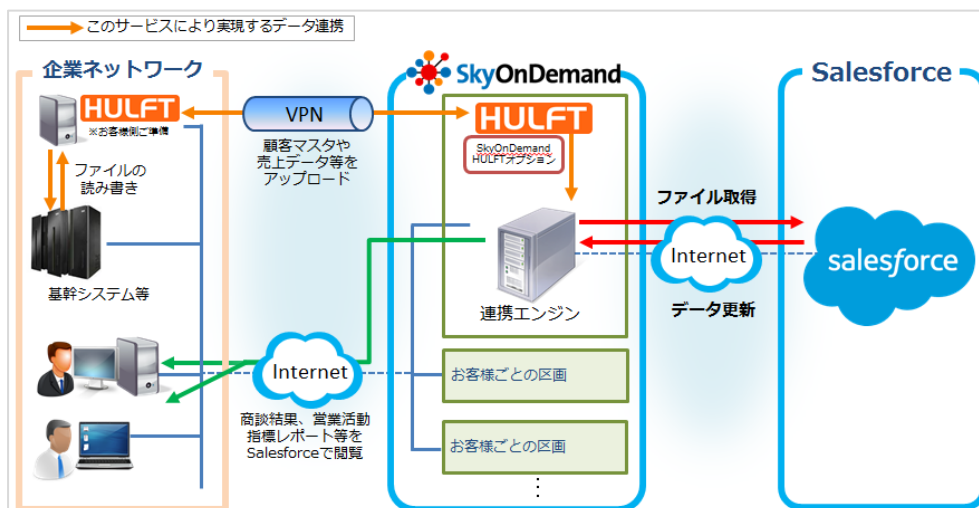 このサービスにより実現するデータ連携
企業ネットワーク
HULFT
※お客様側ご準備
ファイルの
読み書き
基幹システム等
VPN
顧客マスタや
売上データ等を
アップロード
Internet
商談結果、営業活動
指標レポート等を
Salesforceで閲覧
SkyOnDemand
HULFT
SkyOnDemand
HULFTオプション
連携エンジン
お客様ごとの区画
お客様ごとの区画
⋮
ファイル取得
Internet
データ更新
Salesforce
salesforce